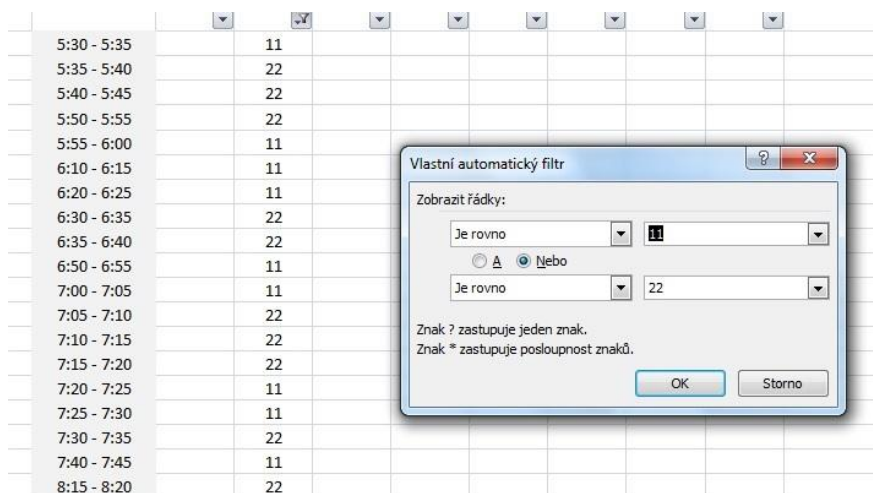 5:30 - 5:35 11
5:35 - 5:40 22
5:40 - 5:45 22
5:50 - 5:55 22
5:55 - 6:00 11
6:10 - 6:15 11
6:20 - 6:25 11
6:30 - 6:35 22
6:35 - 6:40 22
6:50 - 6:55 11
7:00 - 7:05 11
7:05 - 7:10 22
7:10 - 7:15 22
7:15 - 7:20 22
7:20 - 7:25 11
7:25 - 7:30 11
7:30 - 7:35 22
7:40 - 7:45 11
8:15 - 8:20 22
Vlastní automatický filtr
Zobrazit řádky:
Je rovno 11
A Nebo
Je rovno 22
Znak ? zastupuje jeden znak.
Znak * zastupuje posloupnost znaků.
OK Storno